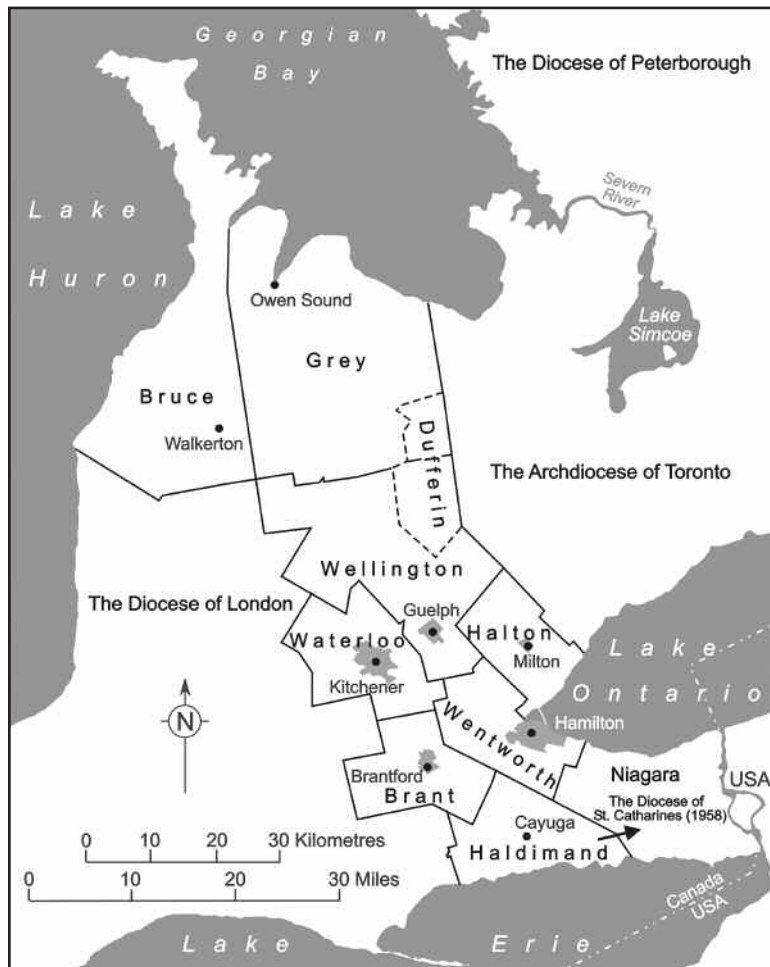 Georgian
Bay
The Diocese of Peterborough
Severn
River
Lake
Huron
Owen Sound
Lake
Simcoe
Grey
Bruce
Walkerton
Dufferin
The Archdiocese of Toronto
Wellington
The Diocese of London
Guelph
Waterloo
Halton
Milton
Kitchener
Lake
Ontario
N
Wentworth
Hamilton
Brantford
Brant
Niagara
USA
The Diocese of
St. Catharines (1958)
Cayuga
Haldimand
0 10 20 30 Kilometres
0 10 20 30 Miles
Canada
USA
Lake Erie